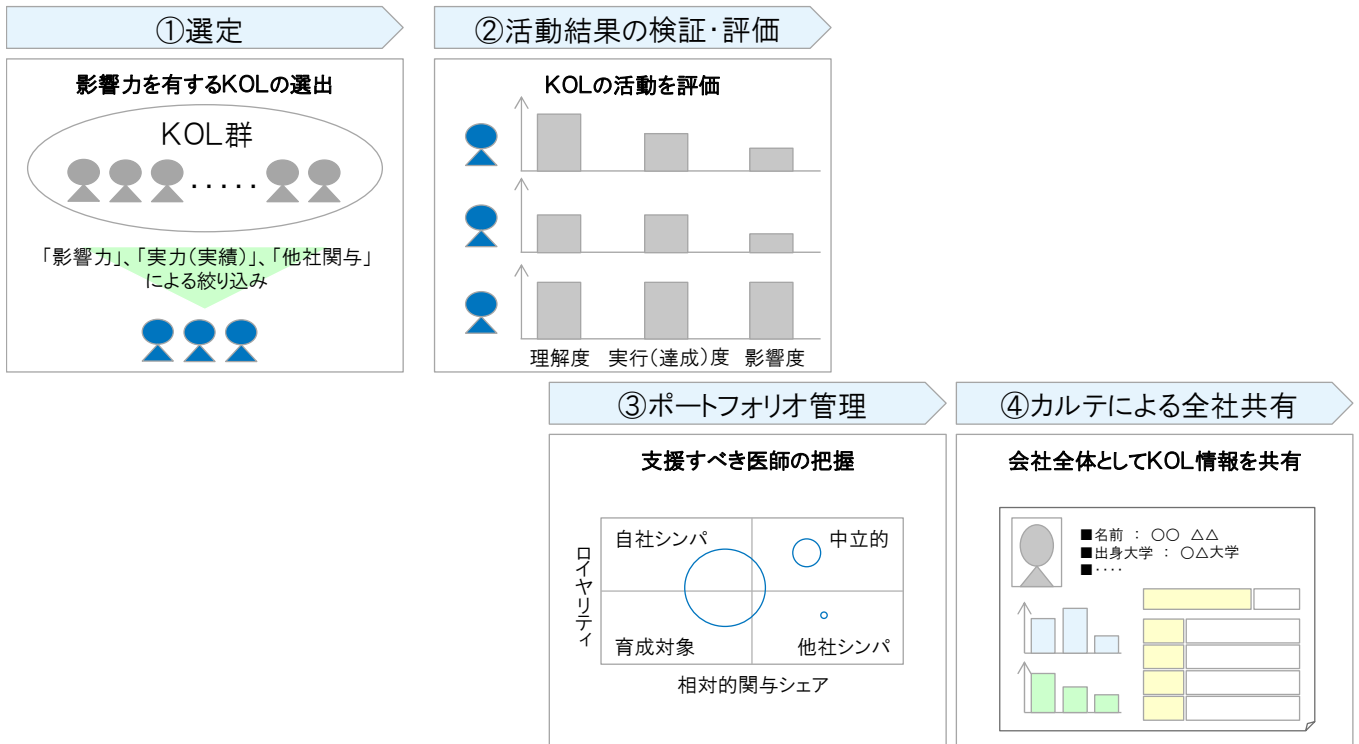 ①選定
影響力を有するKOLの選出
KOL群
・・・・・
「影響力」、「実力(実績)」、「他社関与」
による絞り込み
②活動結果の検証・評価
KOLの活動を評価
理解度 実行(達成)度 影響度
③ポートフォリオ管理
支援すべき医師の把握
ロイヤリティ
自社シンパ 中立的
育成対象 他社シンパ
相対的関与シェア
④カルテによる全社共有
会社全体としてKOL情報を共有
■名前 : 〇〇 △△
■出身大学 : 〇△大学
■・・・・